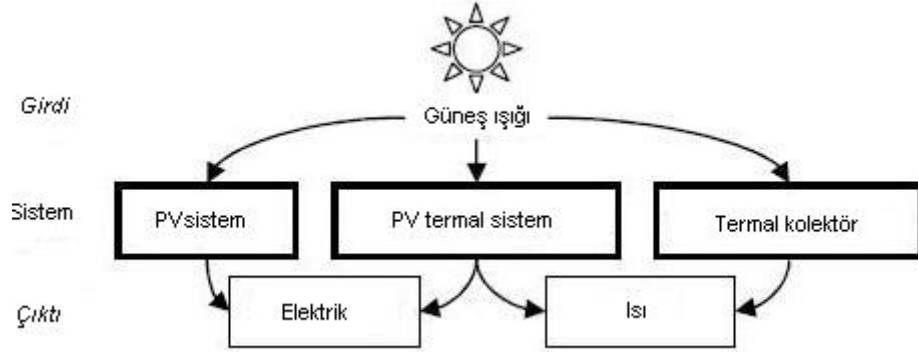 Girdi
Güneş ışığı
Sistem
PVsistem
PV termal sistem
Termal kolektör
Çıktı
Elektrik
Isı